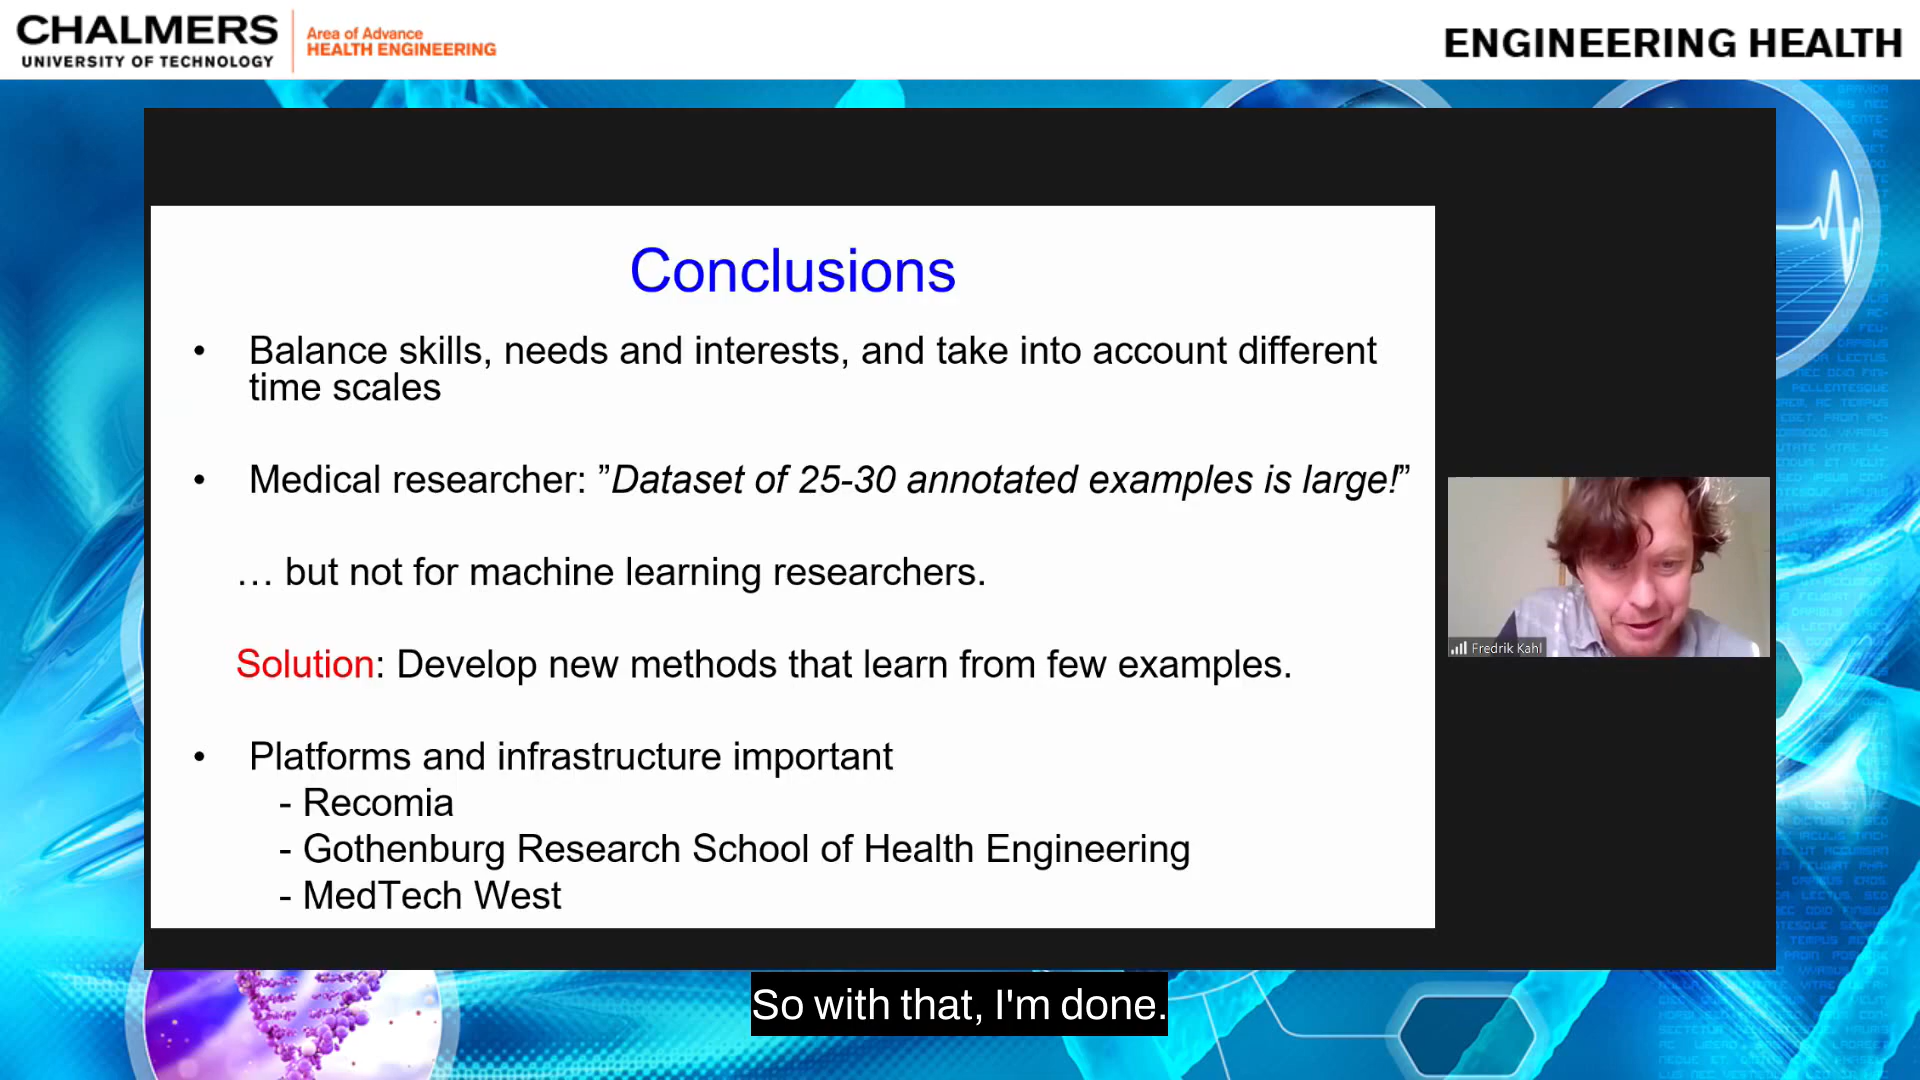 CHALMERS
UNIVERSITY OF TECHNOLOGY
Area of Advance
HEALTH ENGINEERING
ENGINEERING HEALTH
Conclusions
• Balance skills, needs and interests, and take into account different
time scales
• Medical researcher: ”Dataset of 25-30 annotated examples is large!”
… but not for machine learning researchers.
Solution: Develop new methods that learn from few examples.
• Platforms and infrastructure important
- Recomia
- Gothenburg Research School of Health Engineering
- MedTech West
Fredrik Kahl
So with that, I'm done.